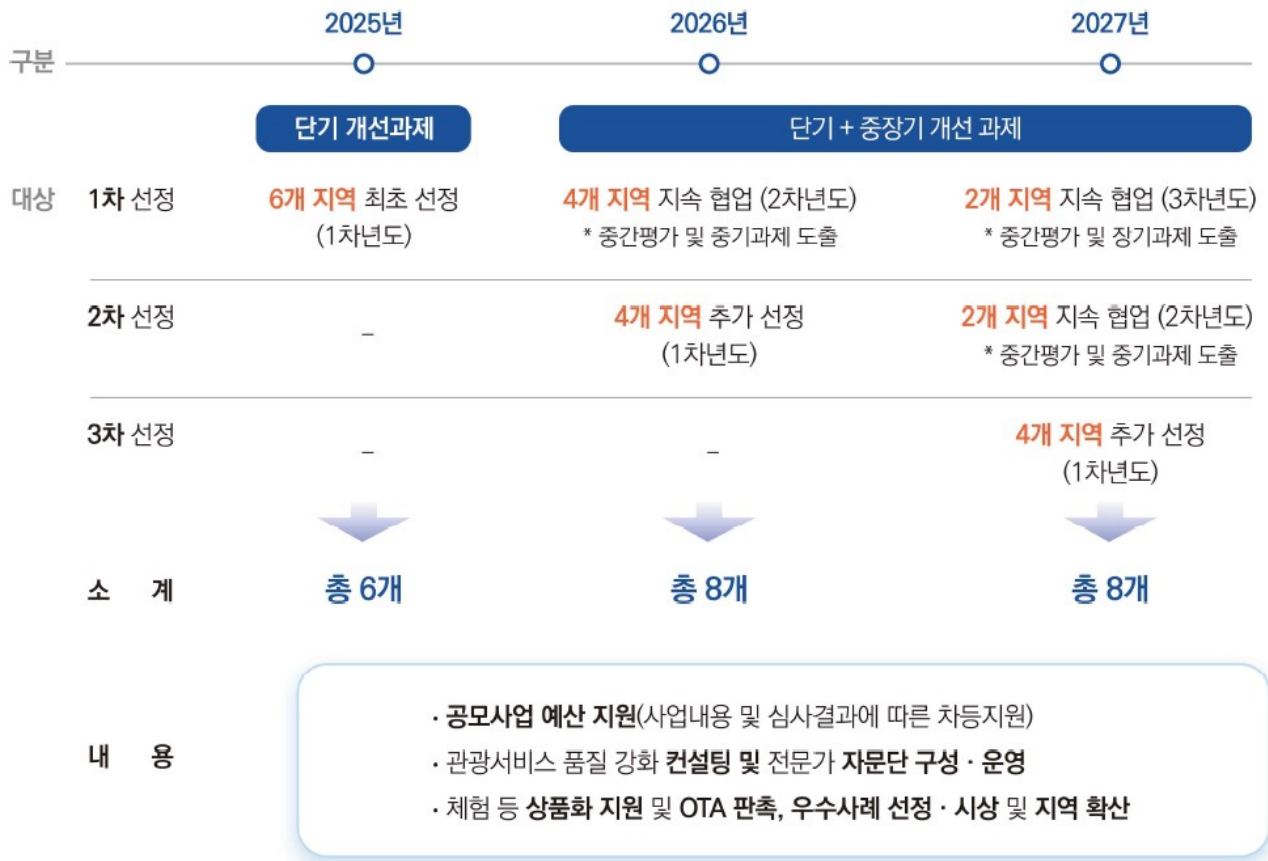 2025년 2026년 2027년
구분
단기 개선과제 단기 + 중장기 개선 과제
대상 1차 선정 6개 지역 최초 선정 4개 지역 지속 협업 (2차년도) 2개 지역 지속 협업 (3차년도)
(1차년도) * 중간평가 및 중기과제 도출 * 중간평가 및 장기과제 도출
2차 선정 – 4개 지역 추가 선정 2개 지역 지속 협업 (2차년도)
(1차년도) * 중간평가 및 중기과제 도출
3차 선정 – – 4개 지역 추가 선정
(1차년도)
소 계 총 6개 총 8개 총 8개
· 공모사업 예산 지원(사업내용 및 심사결과에 따른 차등지원)
내 용 · 관광서비스 품질 강화 컨설팅 및 전문가 자문단 구성 · 운영
· 체험 등 상품화 지원 및 OTA 판촉, 우수사례 선정 · 시상 및 지역 확산